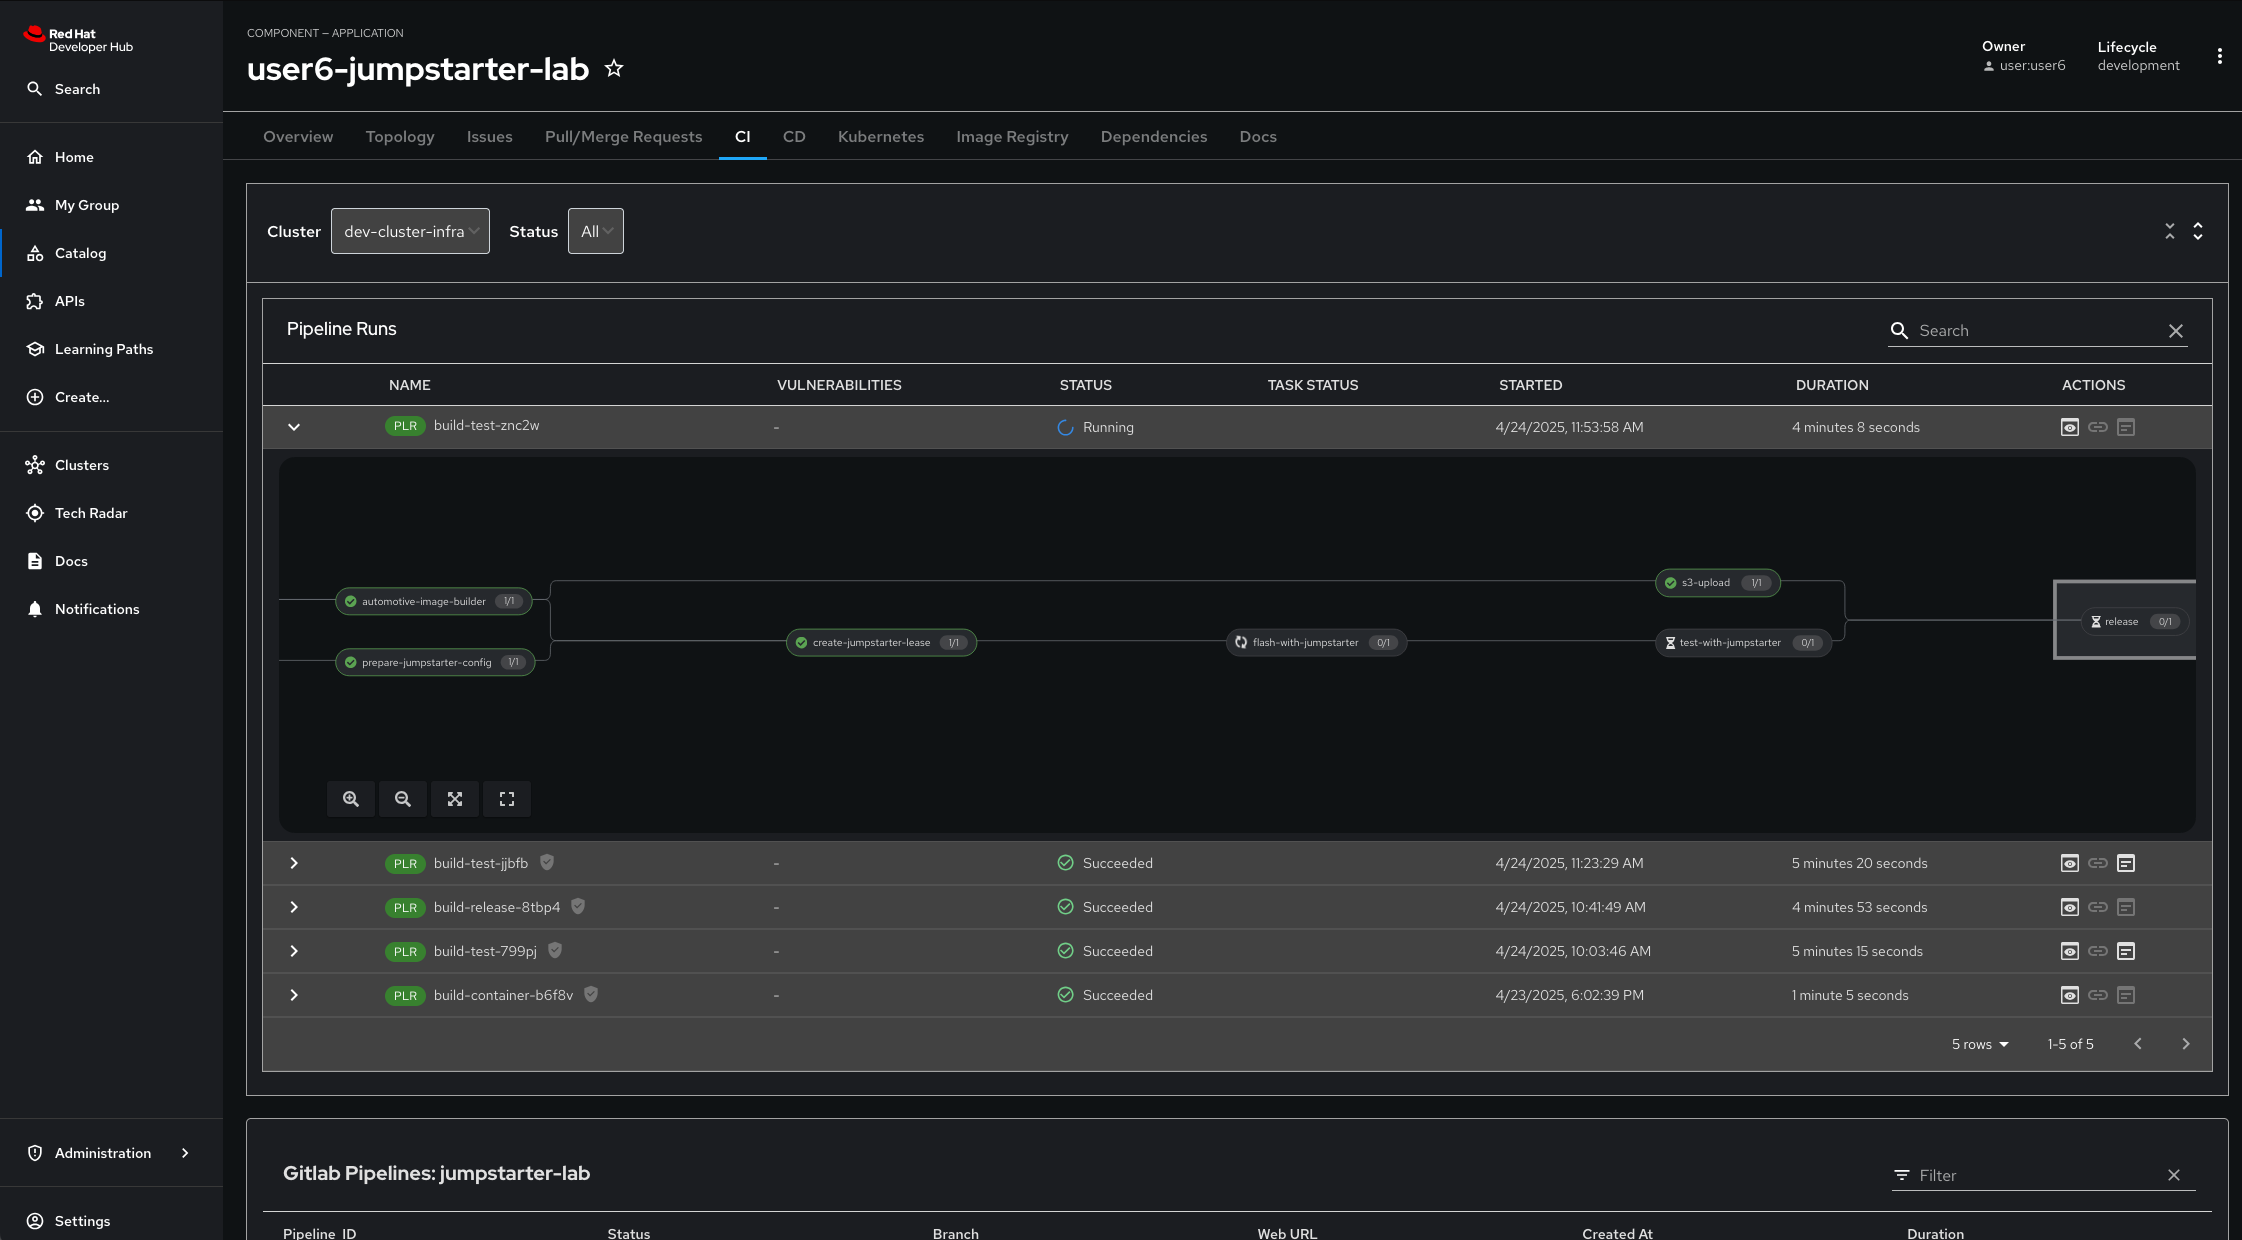 Red Hat
Developer Hub
Search
Home
My Group
Catalog
APIs
Learning Paths
Create...
Clusters
Tech Radar
Docs
Notifications
Administration
Settings
COMPONENT — APPLICATION
user6-jumpstarter-lab
Owner
user:user6
Lifecycle
development
Overview Topology Issues Pull/Merge Requests CI CD Kubernetes Image Registry Dependencies Docs
Cluster dev-cluster-infra Status All
Pipeline Runs
Search
NAME VULNERABILITIES STATUS TASK STATUS STARTED DURATION ACTIONS
PLR build-test-znc2w - Running 4/24/2025, 11:53:58 AM 4 minutes 8 seconds
s3-upload 1/1
automotive-image-builder 1/1
release 0/1
create-jumpstarter-lease 1/1 flash-with-jumpstarter 0/1 test-with-jumpstarter 0/1
prepare-jumpstarter-config 1/1
PLR build-test-jjbfb - Succeeded 4/24/2025, 11:23:29 AM 5 minutes 20 seconds
PLR build-release-8tbp4 - Succeeded 4/24/2025, 10:41:49 AM 4 minutes 53 seconds
PLR build-test-799pj - Succeeded 4/24/2025, 10:03:46 AM 5 minutes 15 seconds
PLR build-container-b6f8v - Succeeded 4/23/2025, 6:02:39 PM 1 minute 5 seconds
5 rows 1-5 of 5
Gitlab Pipelines: jumpstarter-lab
Filter
Pipeline_ID Status Branch Web URL Created At Duration